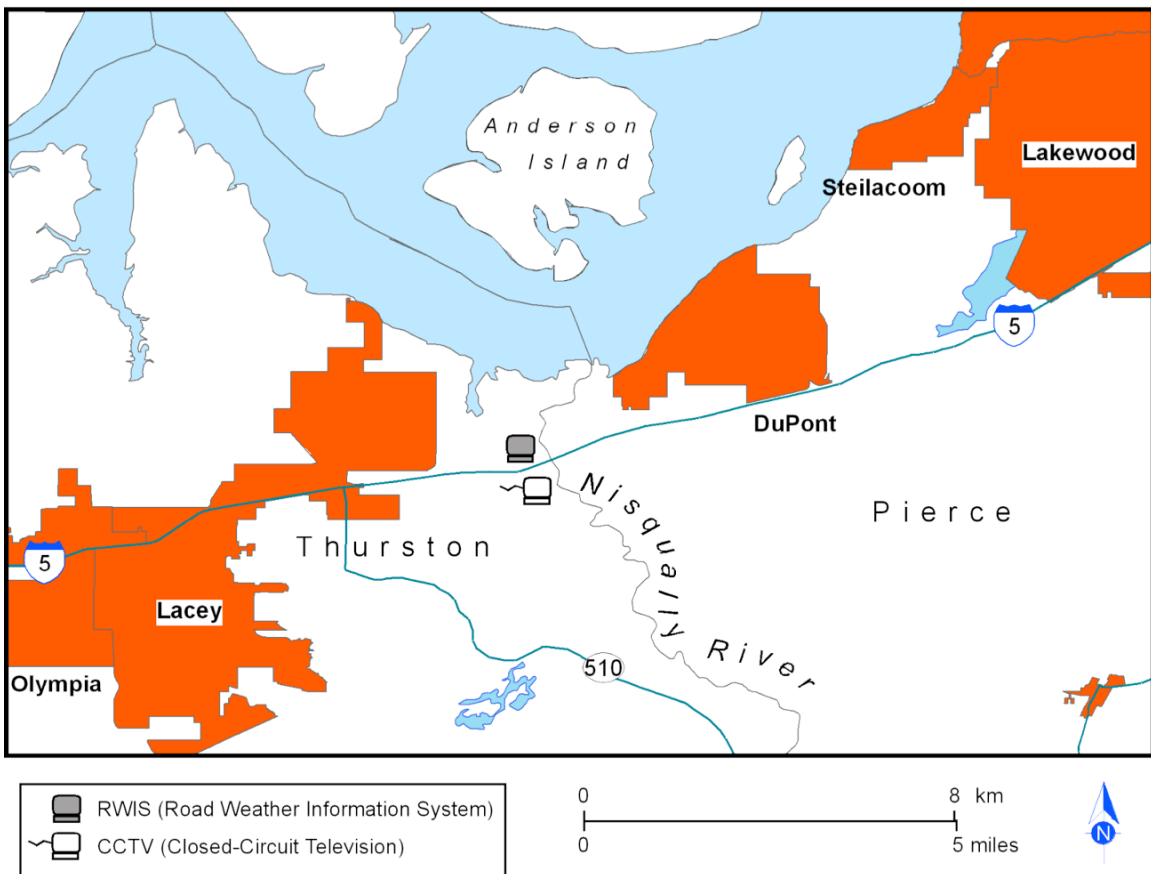 Anderson
Island
Lakewood
Steilacoom
5
DuPont
Nisqually River
Pierce
Thurston
5
Lacey
510
Olympia
RWIS (Road Weather Information System)
CCTV (Closed-Circuit Television)
0 8 km
0 5 miles
N